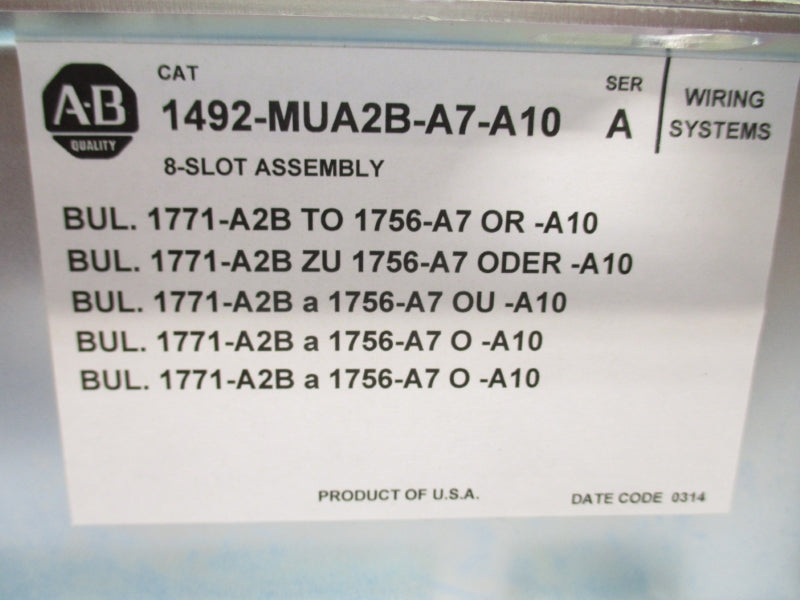 A·B
QUALITY
CAT
1492-MUA2B-A7-A10
SER
A
WIRING
SYSTEMS
8-SLOT ASSEMBLY
BUL. 1771-A2B TO 1756-A7 OR -A10
BUL. 1771-A2B ZU 1756-A7 ODER -A10
BUL. 1771-A2B a 1756-A7 OU -A10
BUL. 1771-A2B a 1756-A7 O -A10
BUL. 1771-A2B a 1756-A7 O -A10
PRODUCT OF U.S.A.
DATE CODE 0314